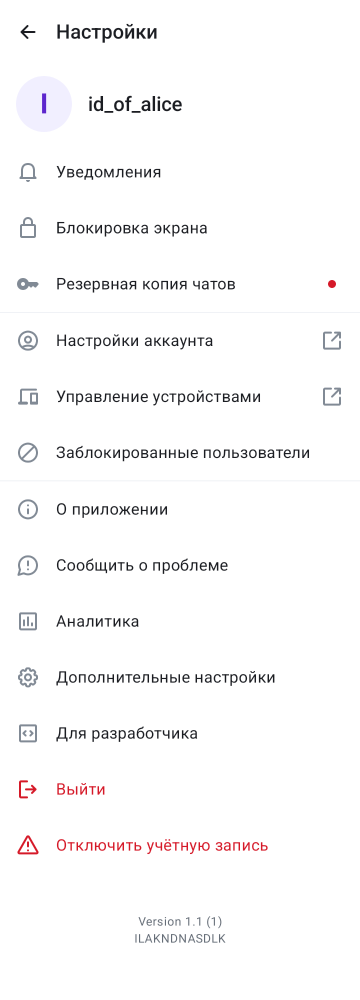 Настройки
I
id_of_alice
Уведомления
Блокировка экрана
Резервная копия чатов
Настройки аккаунта
Управление устройствами
Заблокированные пользователи
О приложении
Сообщить о проблеме
Аналитика
Дополнительные настройки
Для разработчика
Выйти
Отключить учётную запись
Version 1.1 (1)
ILAKNDNASDLK